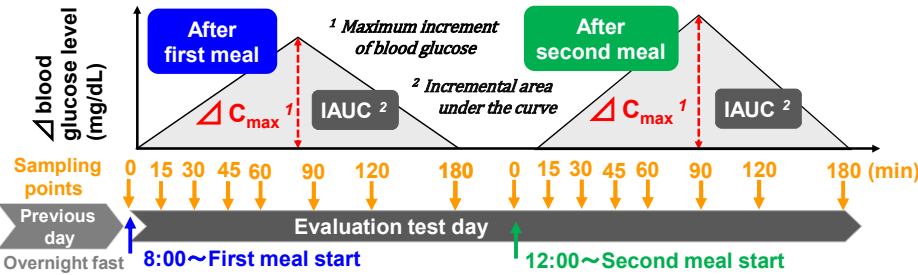 ⊿ blood
glucose level
(mg/dL)
After
first meal
¹ Maximum increment
of blood glucose
² Incremental area
under the curve
After
second meal
⊿ Cmax ¹
IAUC ²
⊿ Cmax ¹
IAUC ²
Sampling
points
0 15 30 45 60 90 120 180 0 15 30 45 60 90 120 180 (min)
Previous
day
Evaluation test day
Overnight fast
8:00～First meal start
12:00～Second meal start